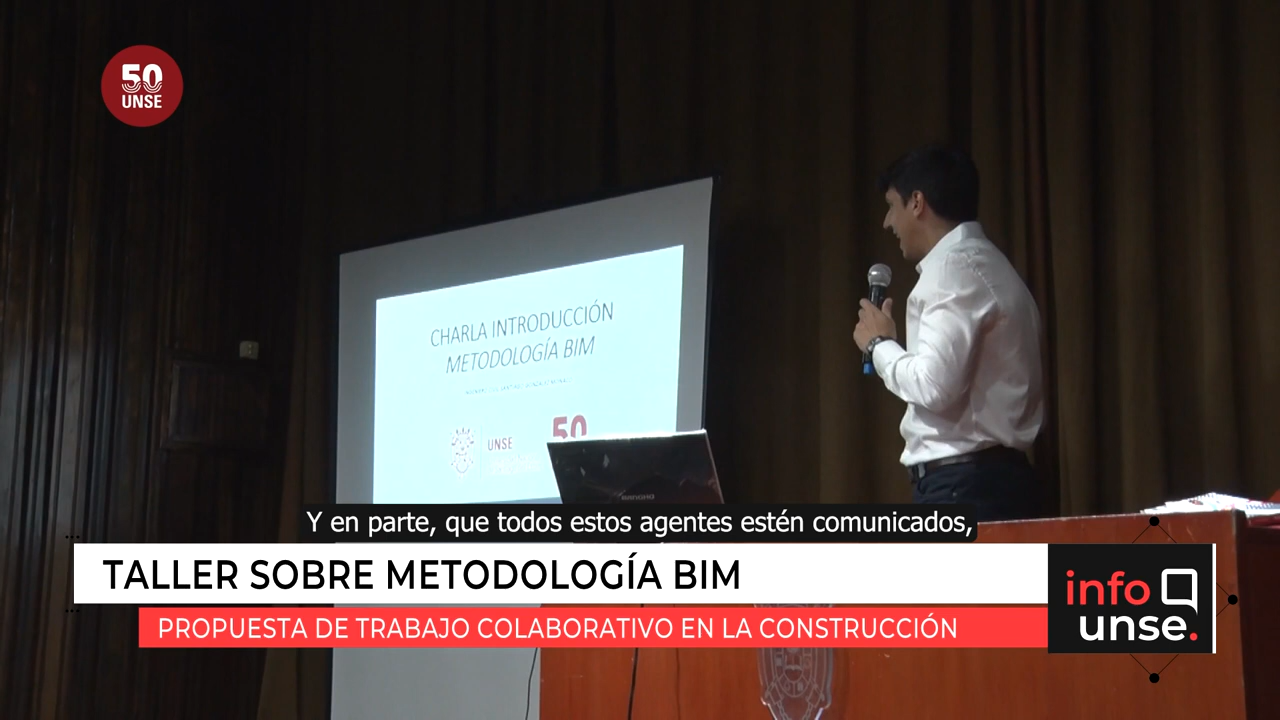 50
UNSE
CHARLA INTRODUCCIÓN
METODOLOGÍA BIM
UNSE
50
BANGHO
Y en parte, que todos estos agentes estén comunicados,
TALLER SOBRE METODOLOGÍA BIM
PROPUESTA DE TRABAJO COLABORATIVO EN LA CONSTRUCCIÓN
info
unse.